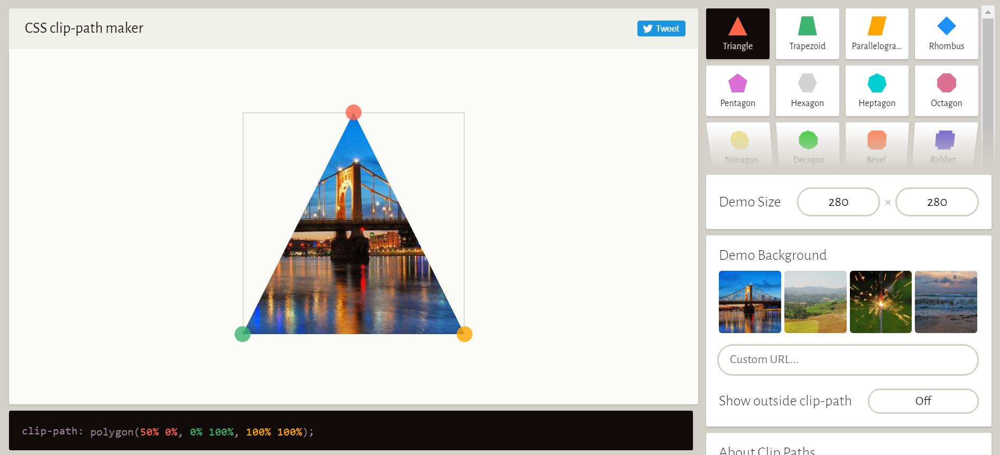 CSS clip-path maker
Tweet
clip-path: polygon(50% 0%, 0% 100%, 100% 100%);
Triangle
Trapezoid
Parallelogra...
Rhombus
Pentagon
Hexagon
Heptagon
Octagon
Nonagon
Decagon
Bevel
Rabbet
Demo Size
280
×
280
Demo Background
Custom URL...
Show outside clip-path
Off
About Clip Paths